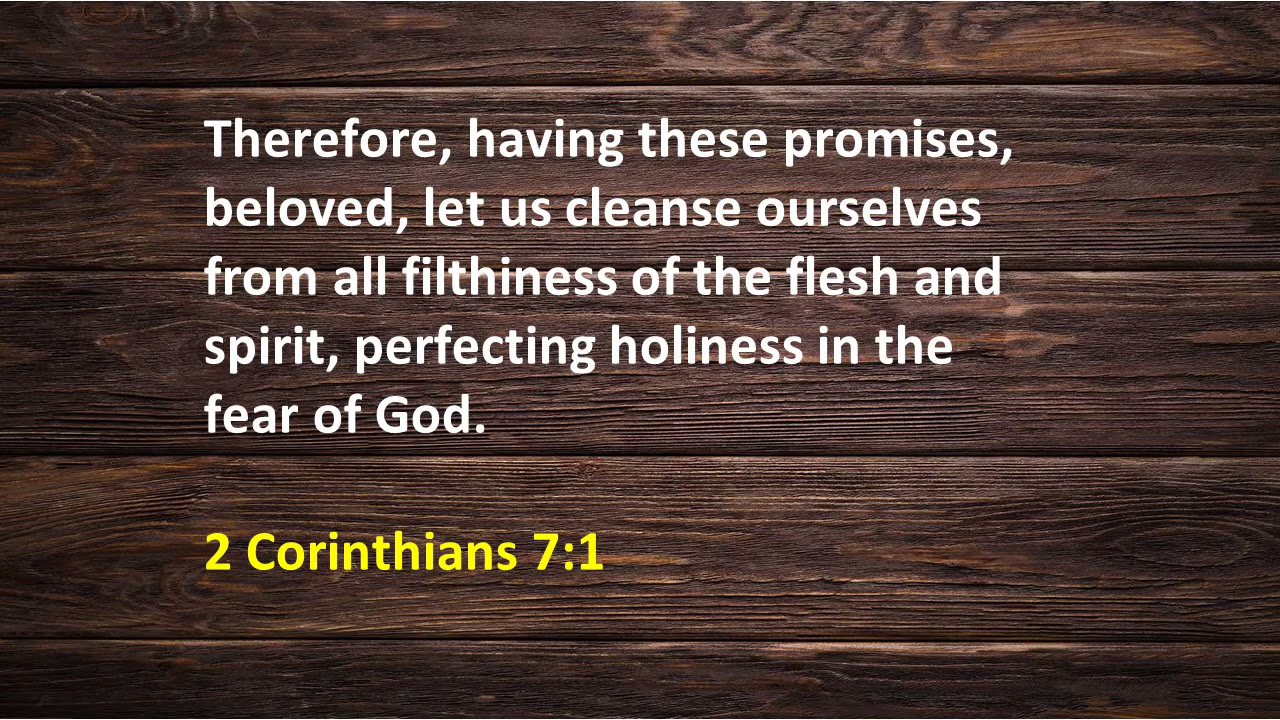 Therefore, having these promises,
beloved, let us cleanse ourselves
from all filthiness of the flesh and
spirit, perfecting holiness in the
fear of God.
2 Corinthians 7:1